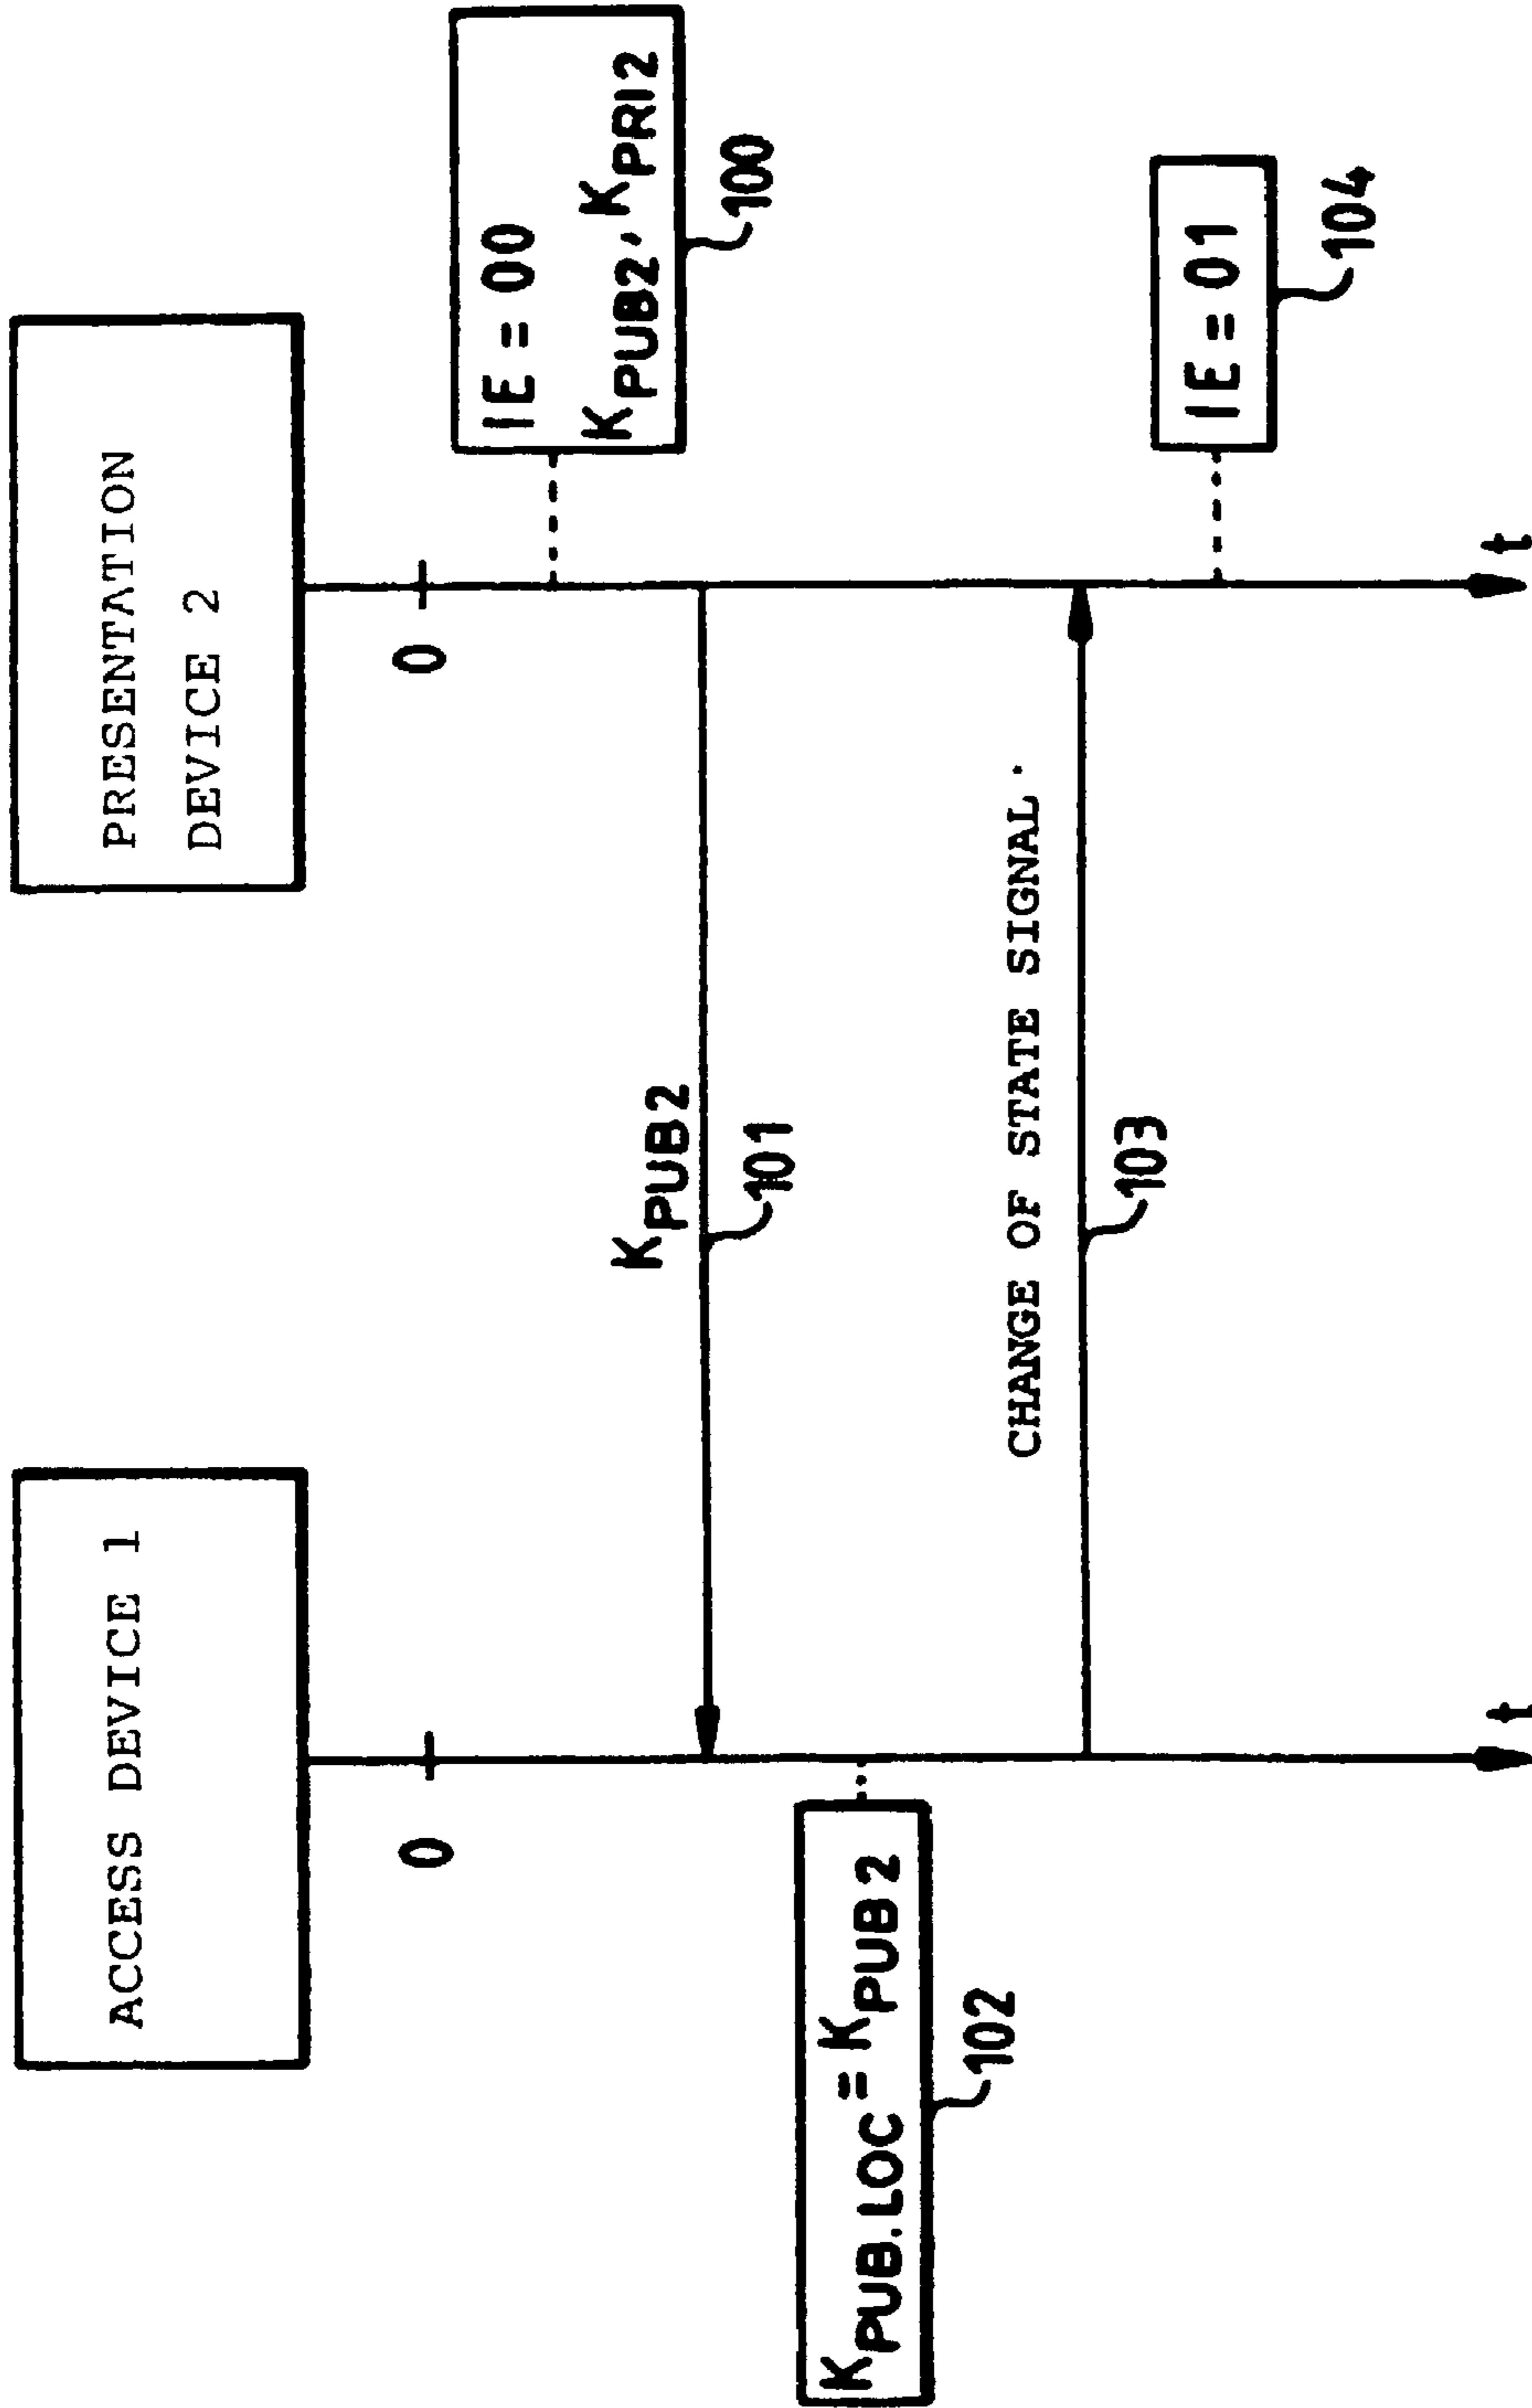 ACCESS DEVICE 1
PRESENTATION
DEVICE 2
0
0
IE = 00
KPUB2, KPRI2
100
KPUB2
101
KPUB.LOC = KPUB2
102
CHANGE OF STATE SIGNAL.
103
IE = 01
104
t
t